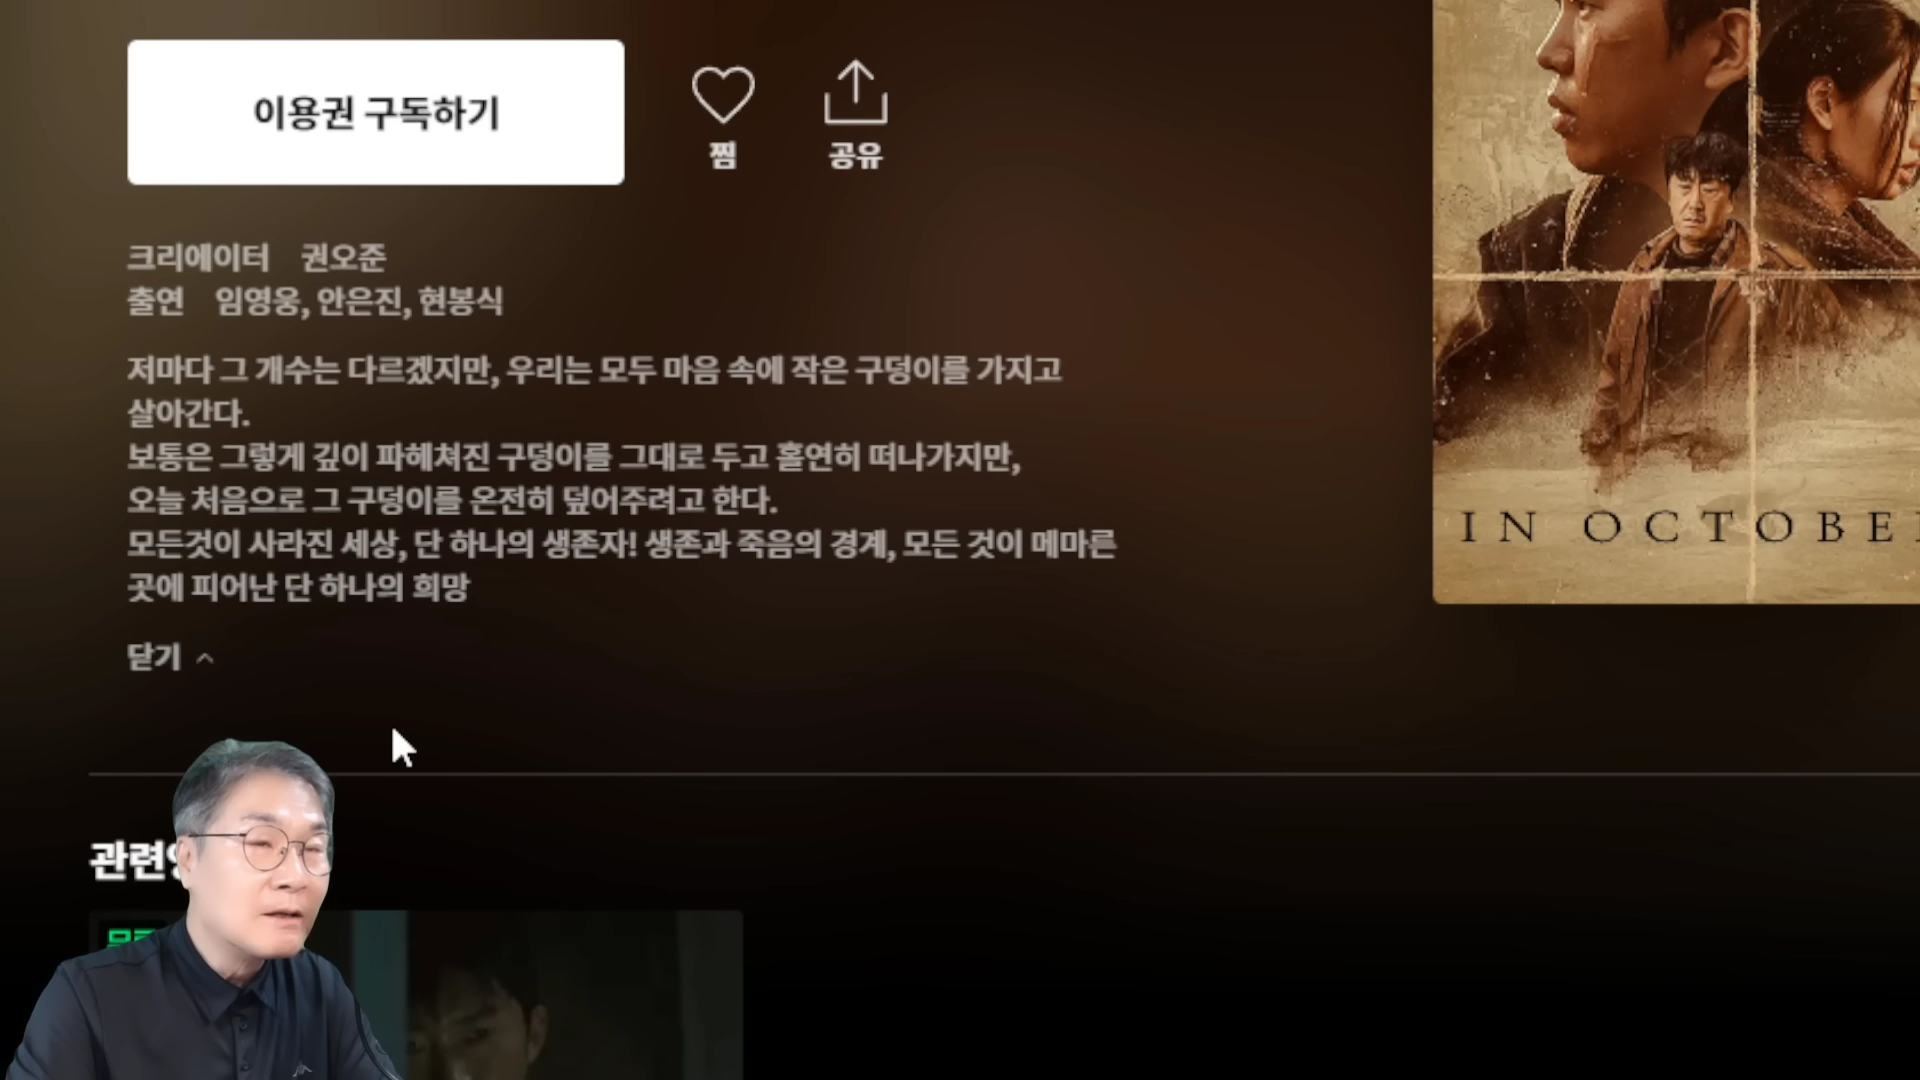 이용권 구독하기
찜
공유
크리에이터 권오준
출연 임영웅, 안은진, 현봉식
저마다 그 개수는 다르겠지만, 우리는 모두 마음 속에 작은 구덩이를 가지고
살아간다.
보통은 그렇게 깊이 파헤쳐진 구덩이를 그대로 두고 홀연히 떠나가지만,
오늘 처음으로 그 구덩이를 온전히 덮어주려고 한다.
모든것이 사라진 세상, 단 하나의 생존자! 생존과 죽음의 경계, 모든 것이 메마른
곳에 피어난 단 하나의 희망
닫기
IN OCTOBE
관련